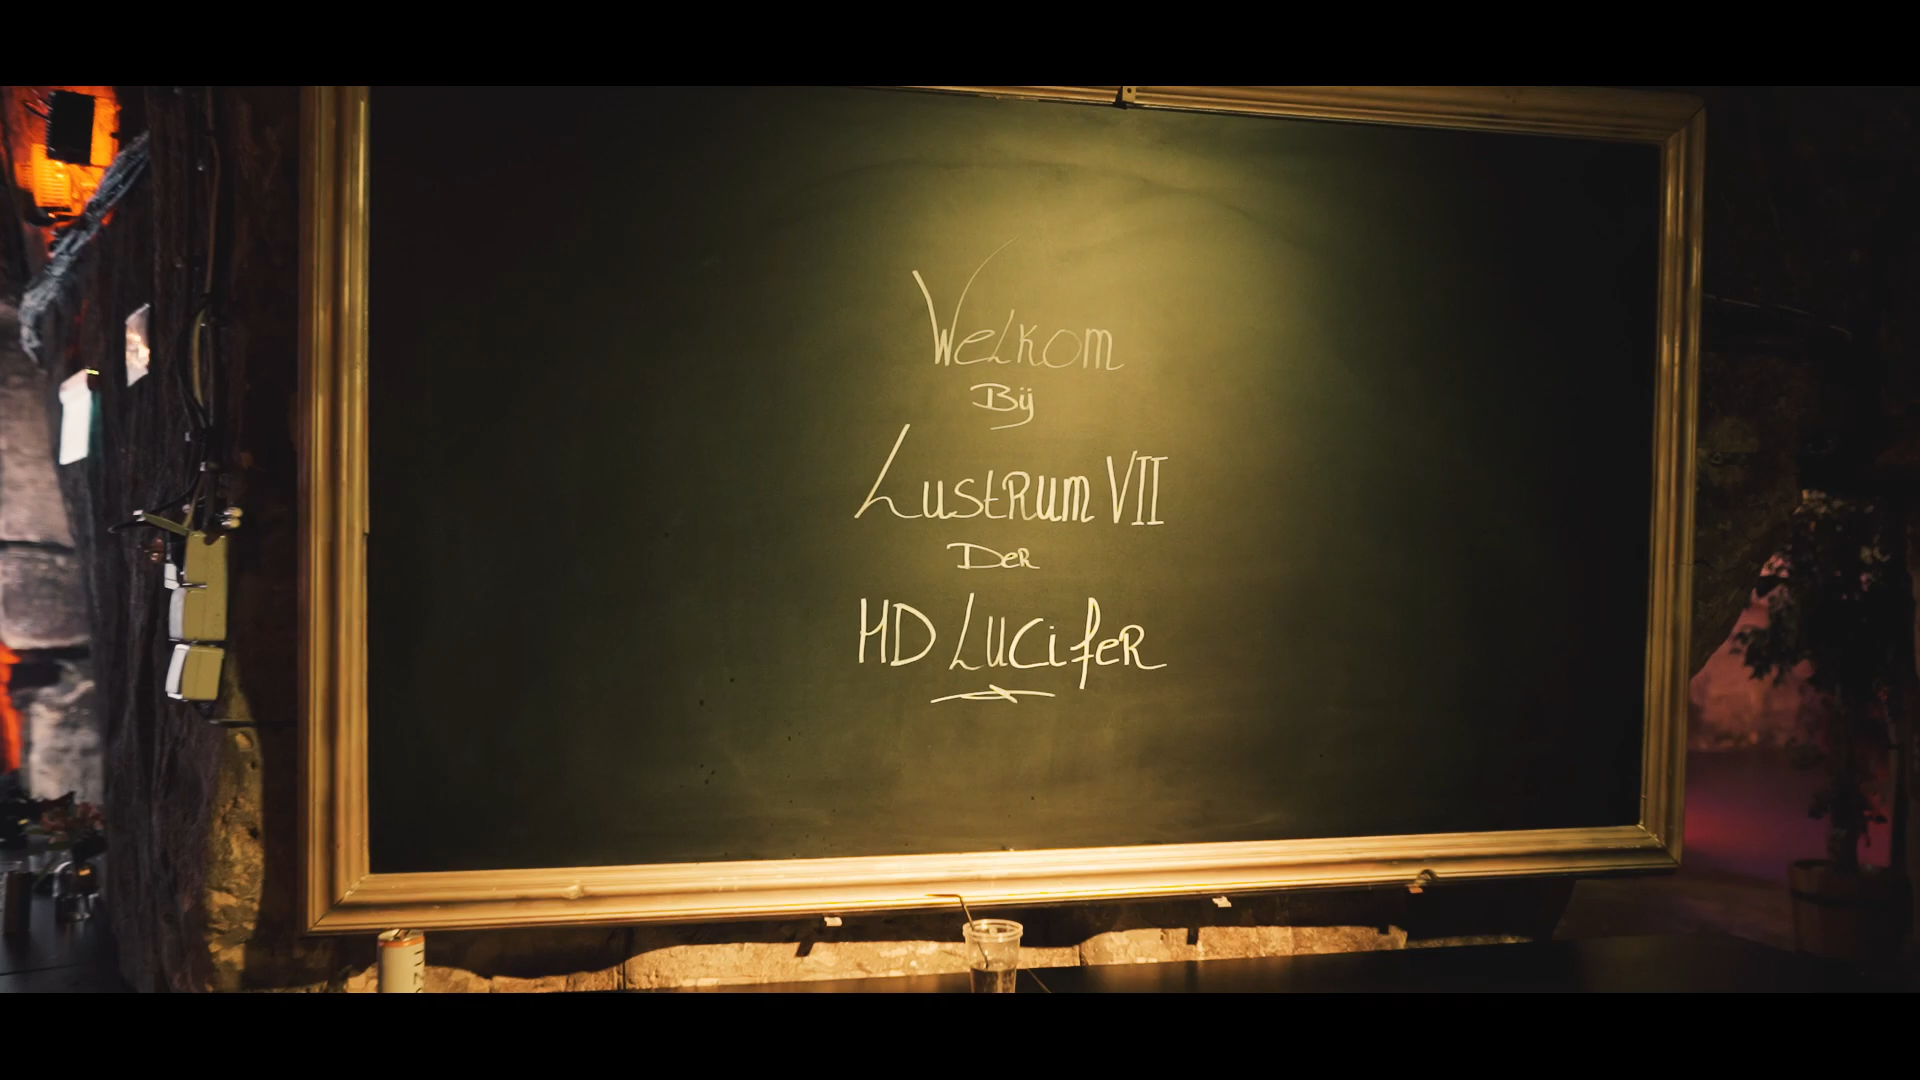 Welkom
Bij
Lustrum VII
Der
HD Lucifer